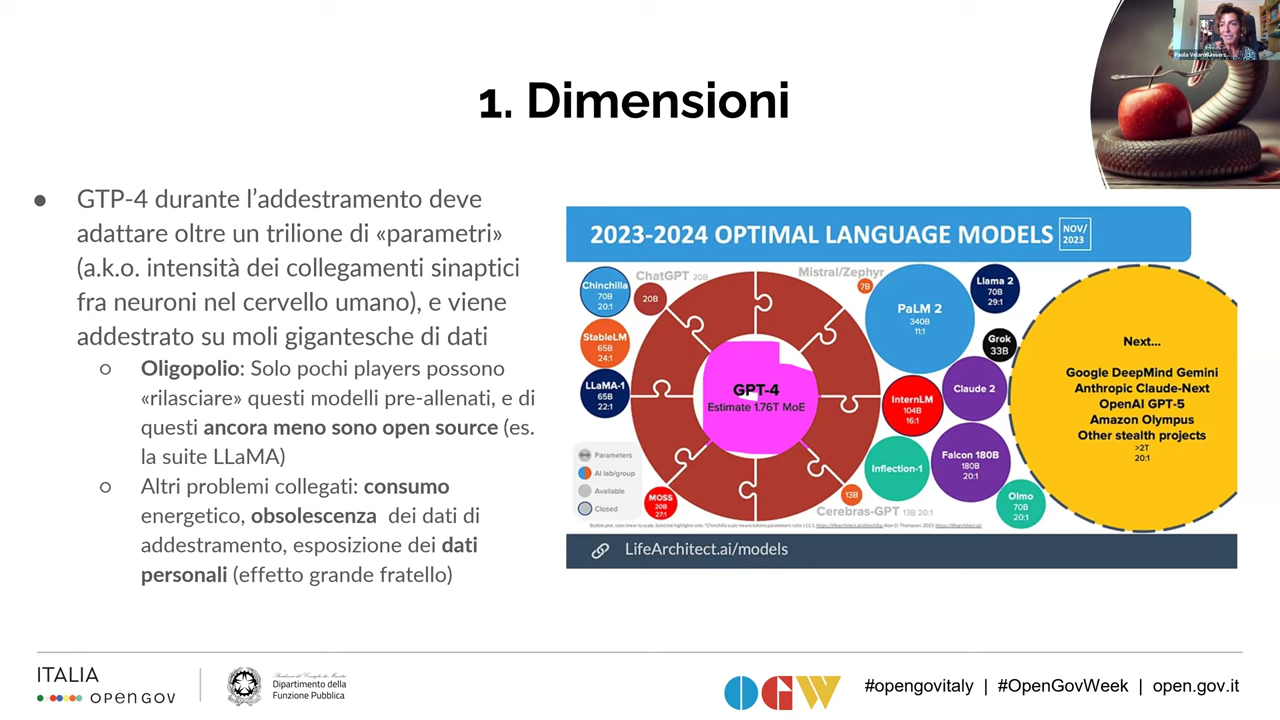 1. Dimensioni
GTP-4 durante l’addestramento deve
adattare oltre un trilione di «parametri»
(a.k.o. intensità dei collegamenti sinaptici
fra neuroni nel cervello umano), e viene
addestrato su moli gigantesche di dati
Oligopolio: Solo pochi players possono
«rilasciare» questi modelli pre-allenati, e di
questi ancora meno sono open source (es.
la suite LLaMA)
Altri problemi collegati: consumo
energetico, obsolescenza dei dati di
addestramento, esposizione dei dati
personali (effetto grande fratello)
2023-2024 OPTIMAL LANGUAGE MODELS
NOV/
2023
Chinchilla
70B
20:1
ChatGPT 20B
20B
StableLM
65B
24:1
LLaMA-1
65B
22:1
GPT-4
Estimate 1.76T MoE
Mistral/Zephyr
7B
PaLM 2
340B
11:1
Llama 2
70B
29:1
Grok
33B
Claude 2
InternLM
104B
16:1
Inflection-1
Falcon 180B
180B
20:1
Olmo
70B
20:1
MOSS
20B
27:1
13B
Cerebras-GPT 13B 20:1
Parameters
AI lab/group
Available
Closed
Next...
Google DeepMind Gemini
Anthropic Claude-Next
OpenAI GPT-5
Amazon Olympus
Other stealth projects
>2T
20:1
LifeArchitect.ai/models
ITALIA
open gov
Dipartimento della
Funzione Pubblica
OGW
#opengovitaly | #OpenGovWeek | open.gov.it